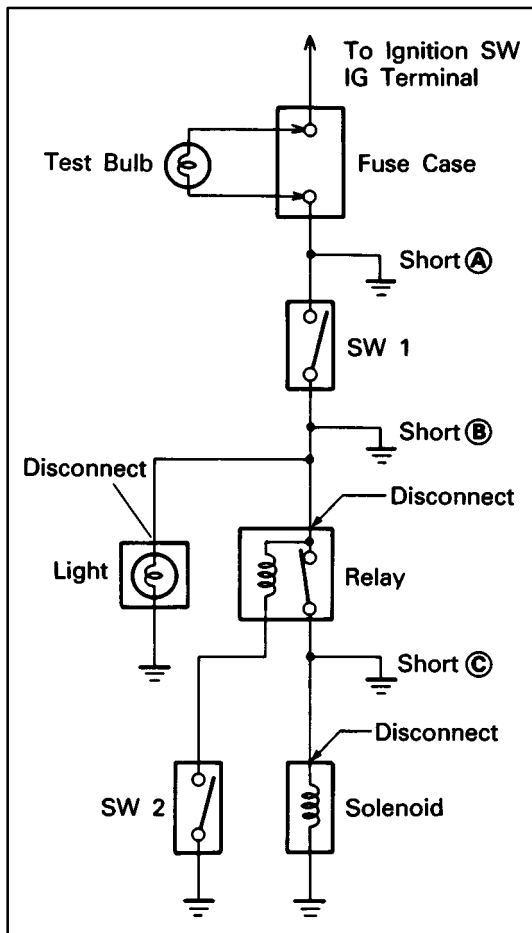 To Ignition SW
IG Terminal
Test Bulb
Fuse Case
Short Ⓐ
SW 1
Short Ⓑ
Disconnect
Disconnect
Light
Relay
Short Ⓒ
Disconnect
SW 2
Solenoid